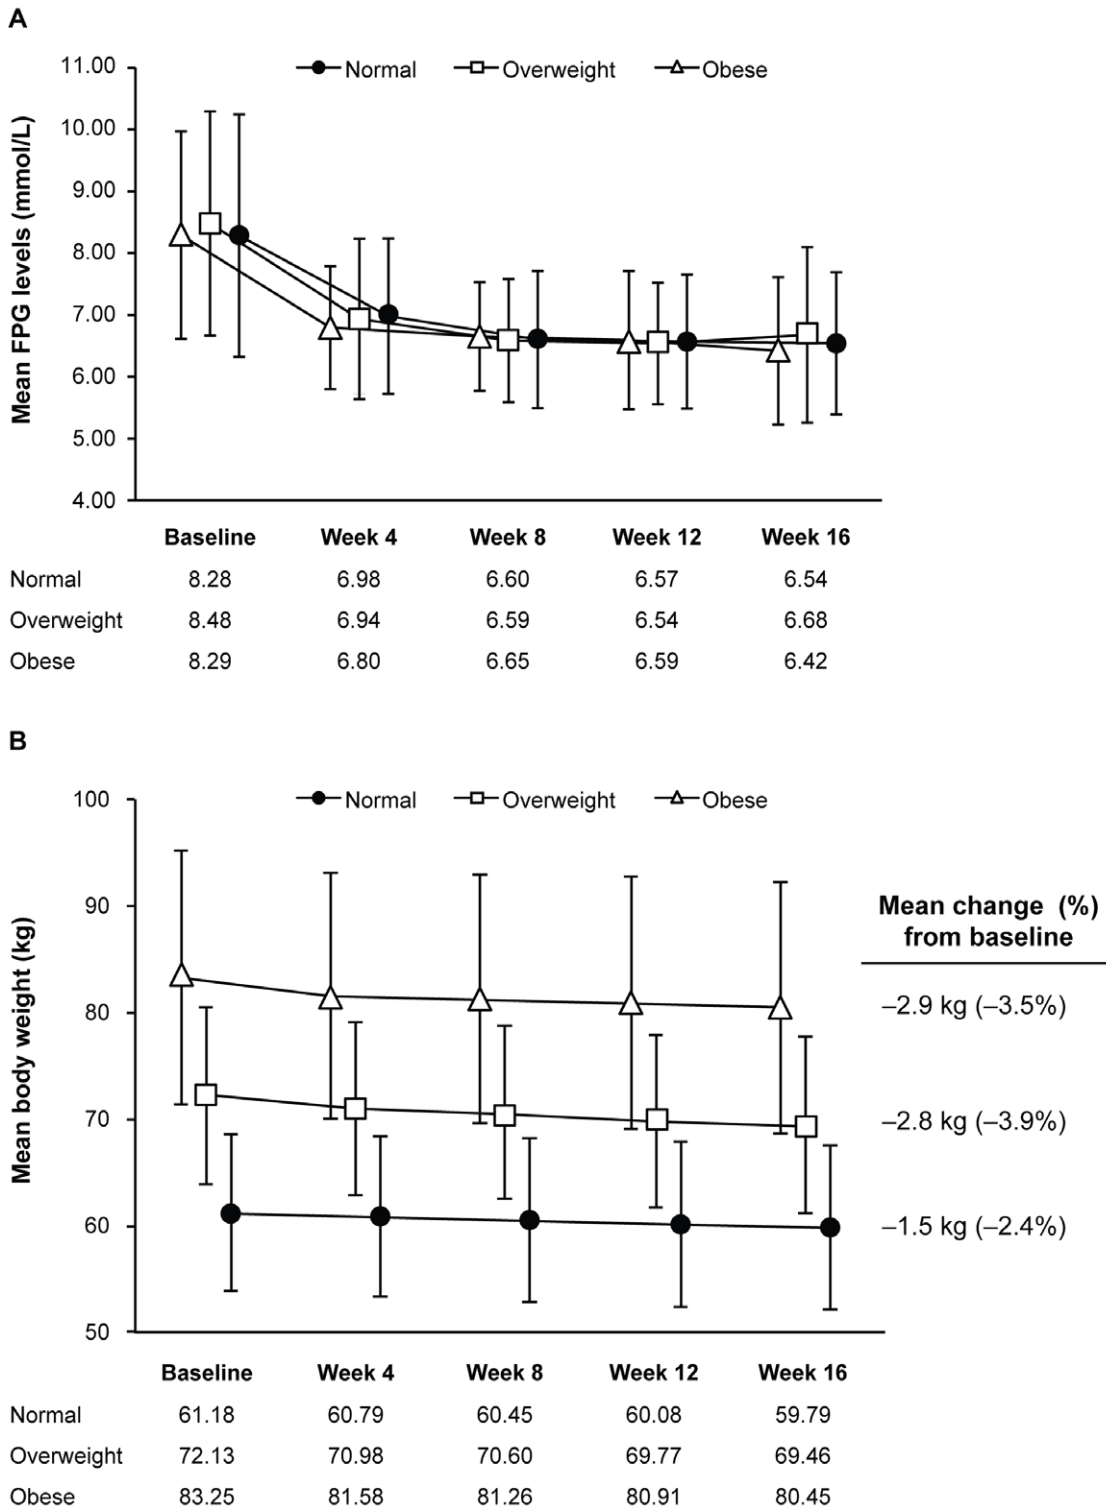 A
Normal Overweight Obese
11.00
10.00
9.00
8.00
7.00
6.00
5.00
4.00
Mean FPG levels (mmol/L)
Baseline Week 4 Week 8 Week 12 Week 16
Normal 8.28 6.98 6.60 6.57 6.54
Overweight 8.48 6.94 6.59 6.54 6.68
Obese 8.29 6.80 6.65 6.59 6.42
B
Normal Overweight Obese
100
90
80
70
60
50
Mean body weight (kg)
Mean change (%)
from baseline
–2.9 kg (–3.5%)
–2.8 kg (–3.9%)
–1.5 kg (–2.4%)
Baseline Week 4 Week 8 Week 12 Week 16
Normal 61.18 60.79 60.45 60.08 59.79
Overweight 72.13 70.98 70.60 69.77 69.46
Obese 83.25 81.58 81.26 80.91 80.45